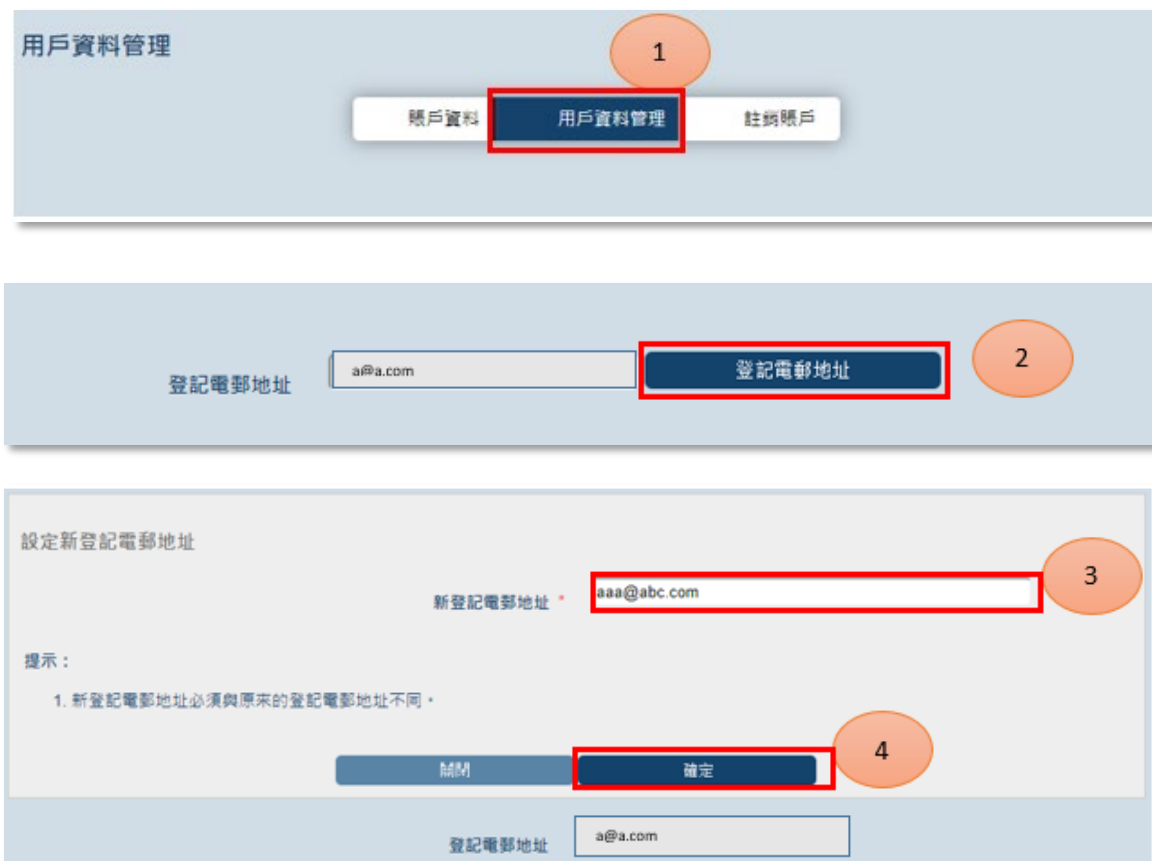 用戶資料管理
1
賬戶資料 用戶資料管理 註銷賬戶
登記電郵地址 a@a.com 登記電郵地址 2
設定新登記電郵地址
新登記電郵地址 * aaa@abc.com 3
提示：
1. 新登記電郵地址必須與原來的登記電郵地址不同。
4
關閉 確定
登記電郵地址 a@a.com